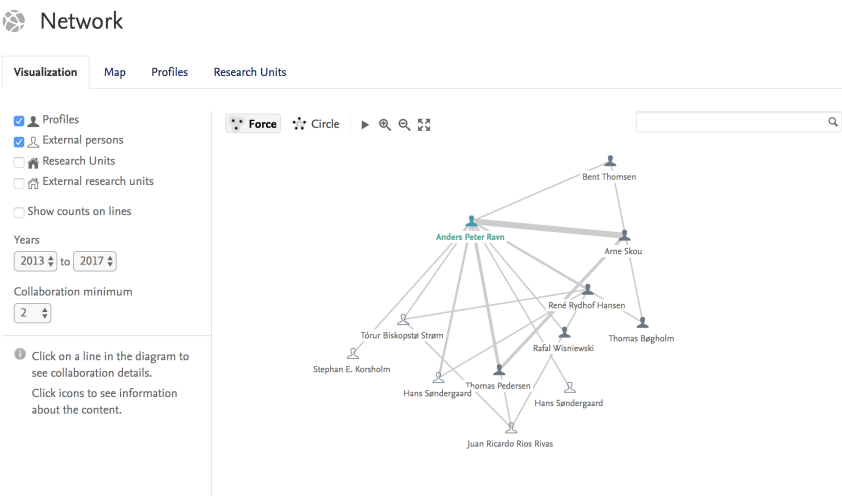 Network
Visualization Map Profiles Research Units
Profiles
External persons
Research Units
External research units
Show counts on lines
Years
2013 to 2017
Collaboration minimum
2
Click on a line in the diagram to
see collaboration details.
Click icons to see information
about the content.
Force Circle
Bent Thomsen
Anders Peter Ravn
Arne Skou
René Rydhof Hansen
Tórur Biskopstø Strøm
Thomas Bøgholm
Rafal Wisniewski
Stephan E. Korsholm
Thomas Pedersen
Hans Søndergaard
Hans Søndergaard
Juan Ricardo Rios Rivas